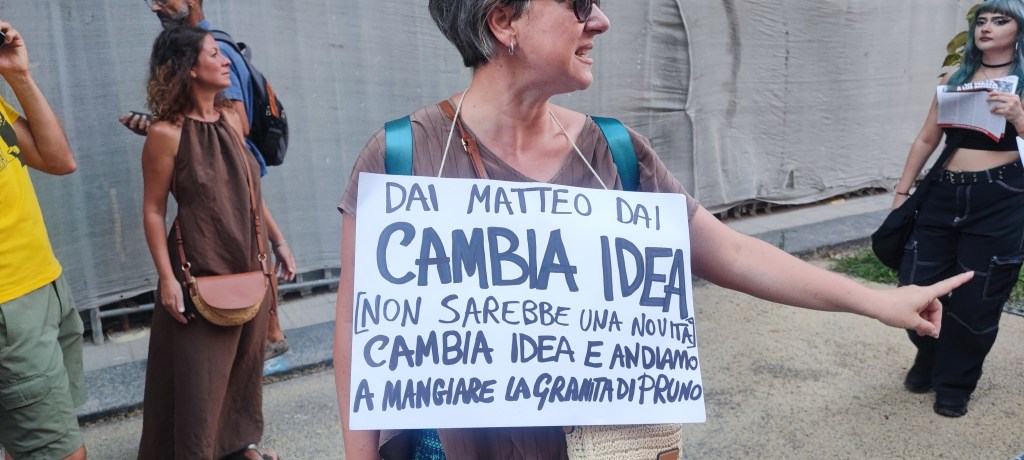 DAI MATTEO DAI
CAMBIA IDEA
[NON SAREBBE UNA NOVITÀ]
CAMBIA IDEA E ANDIAMO
A MANGIARE LA GRANITA DI PRUNO